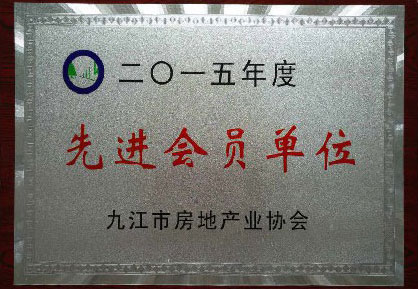 二〇一五年度
先进会员单位
九江市房地产业协会